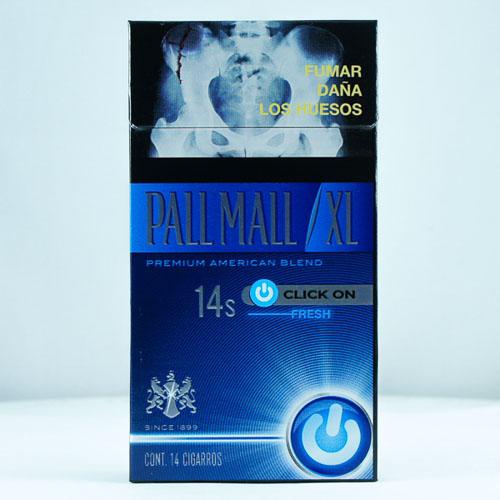 FUMAR
DAÑA
LOS HUESOS
PALL MALL XL
PREMIUM AMERICAN BLEND
14s CLICK ON
FRESH
SINCE 1899
CONT. 14 CIGARROS